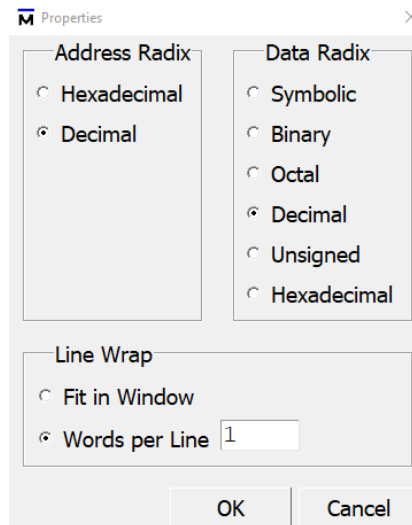 M Properties
Address Radix
Hexadecimal
Decimal
Data Radix
Symbolic
Binary
Octal
Decimal
Unsigned
Hexadecimal
Line Wrap
Fit in Window
Words per Line 1
OK Cancel